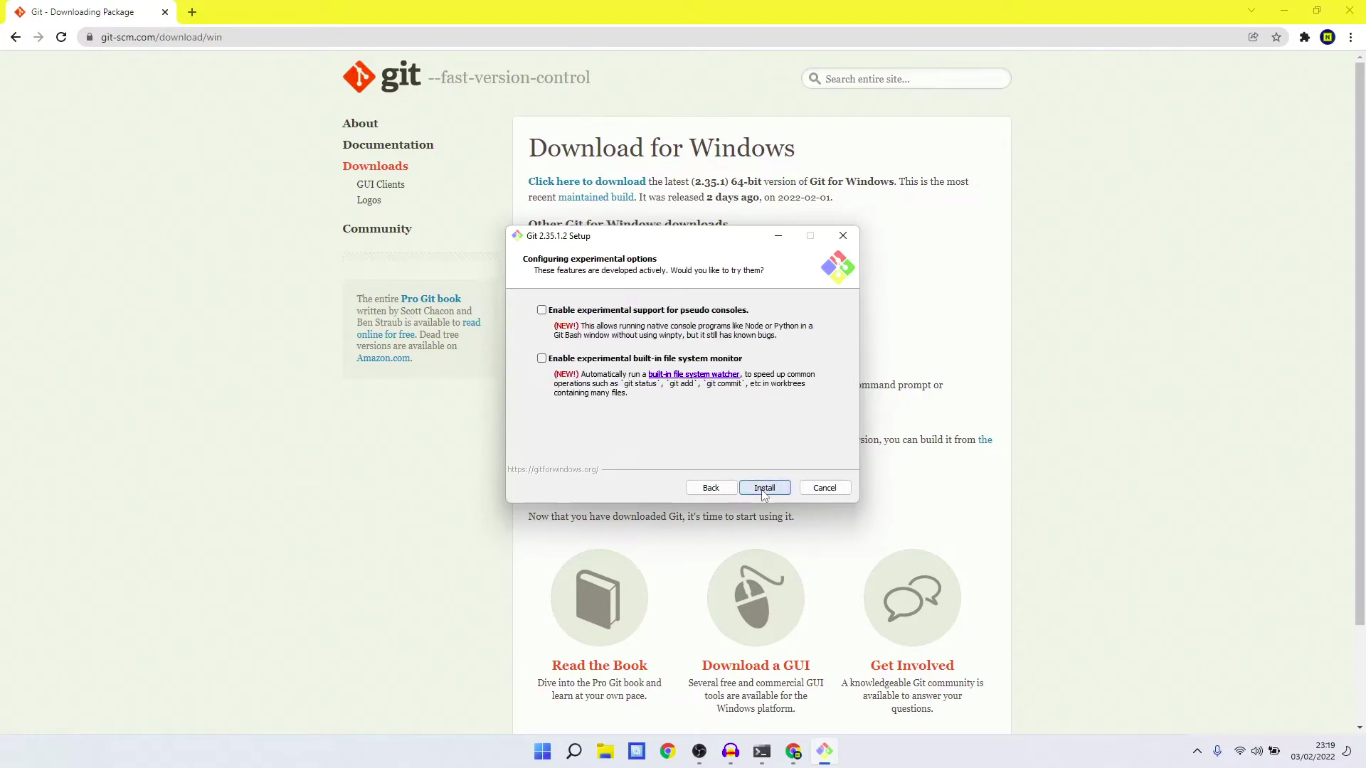 Git - Downloading Package
git-scm.com/download/win
git --fast-version-control
Search entire site...
About
Documentation
Downloads
GUI Clients
Logos
Community
The entire Pro Git book
written by Scott Chacon and
Ben Straub is available to read
online for free. Dead tree
versions are available on
Amazon.com.
Download for Windows
Click here to download the latest (2.35.1) 64-bit version of Git for Windows. This is the most
recent maintained build. It was released 2 days ago, on 2022-02-01.
Other Git for Windows downloads
Git 2.35.1.2 Setup
Configuring experimental options
These features are developed actively. Would you like to try them?
Enable experimental support for pseudo consoles.
(NEW!) This allows running native console programs like Node or Python in a
Git Bash window without using winpty, but it still has known bugs.
Enable experimental built-in file system monitor
(NEW!) Automatically run a built-in file system watcher, to speed up common
operations such as `git status`, `git add`, `git commit`, etc in worktrees
containing many files.
https://gitforwindows.org/
Back
Install
Cancel
ommand prompt or
sion, you can build it from the
Now that you have downloaded Git, it's time to start using it.
Read the Book
Dive into the Pro Git book and
learn at your own pace.
Download a GUI
Several free and commercial GUI
tools are available for the
Windows platform.
Get Involved
A knowledgeable Git community is
available to answer your
questions.
23:19
03/02/2022